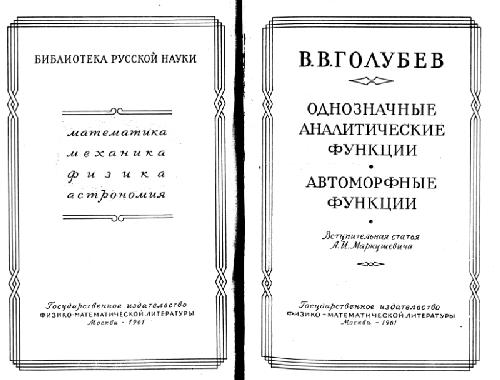 БИБЛИОТЕКА РУССКОЙ НАУКИ
математика
механика
физика
астрономия
Государственное издательство
ФИЗИКО-МАТЕМАТИЧЕСКОЙ ЛИТЕРАТУРЫ
Москва - 1961
В.В.ГОЛУБЕВ
ОДНОЗНАЧНЫЕ
АНАЛИТИЧЕСКИЕ
ФУНКЦИИ
•
АВТОМОРФНЫЕ
ФУНКЦИИ
•
Вступительная статья
А.И.Маркушевича
Государственное издательство
ФИЗИКО-МАТЕМАТИЧЕСКОЙ ЛИТЕРАТУРЫ
Москва - 1961